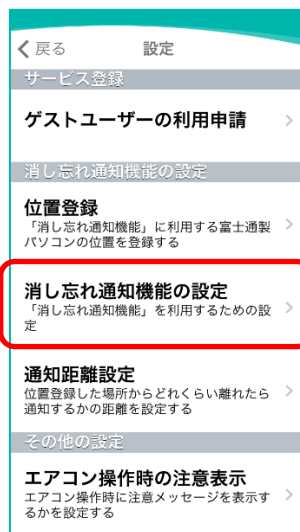 戻る 設定
サービス登録
ゲストユーザーの利用申請
消し忘れ通知機能の設定
位置登録
「消し忘れ通知機能」に利用する富士通製
パソコンの位置を登録する
消し忘れ通知機能の設定
「消し忘れ通知機能」を利用するための設
定
通知距離設定
位置登録した場所からどれくらい離れたら
通知するかの距離を設定する
その他の設定
エアコン操作時の注意表示
エアコン操作時に注意メッセージを表示す
るかを設定する